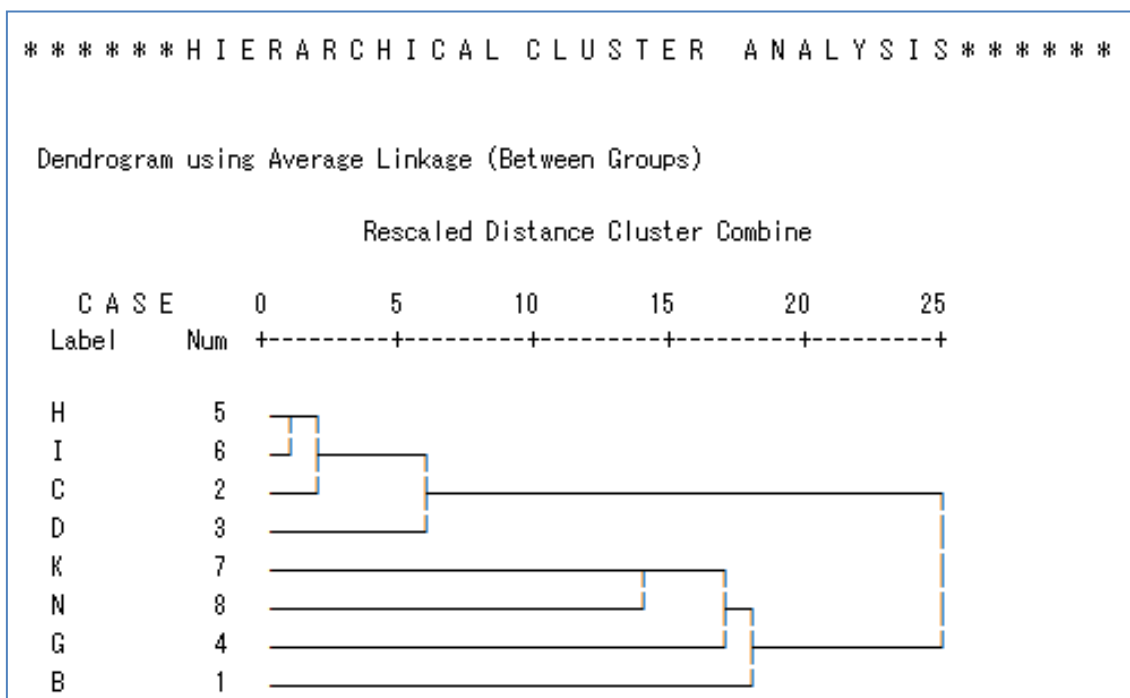 * * * * * * H I E R A R C H I C A L  C L U S T E R  A N A L Y S I S * * * * * *
Dendrogram using Average Linkage (Between Groups)
Rescaled Distance Cluster Combine
C A S E 0 5 10 15 20 25
Label Num +---------+---------+---------+---------+---------+
H 5
I 6
C 2
D 3
K 7
N 8
G 4
B 1